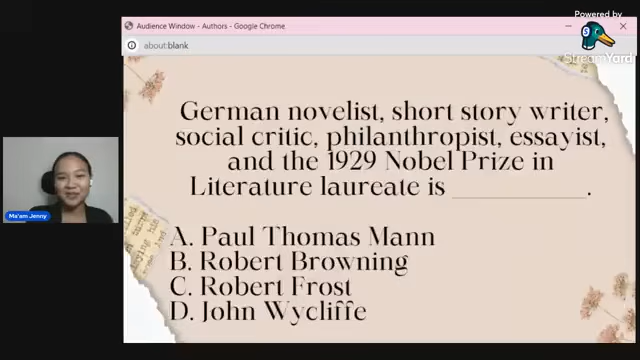 Powered by
StreamYard
Audience Window - Authors - Google Chrome
about:blank
German novelist, short story writer,
social critic, philanthropist, essayist,
and the 1929 Nobel Prize in
Literature laureate is ____________.
A. Paul Thomas Mann
B. Robert Browning
C. Robert Frost
D. John Wycliffe
Ma'am Jenny